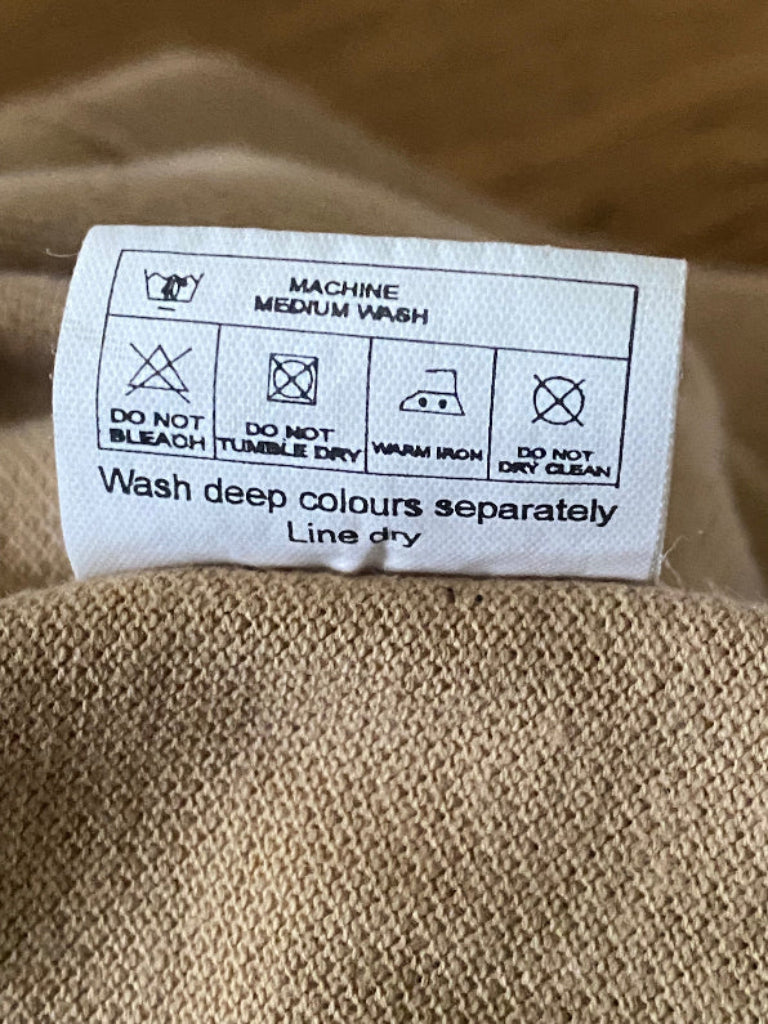 MACHINE
MEDIUM WASH
DO NOT
BLEACH
DO NOT
TUMBLE DRY
WARM IRON
DO NOT
DRY CLEAN
Wash deep colours separately
Line dry